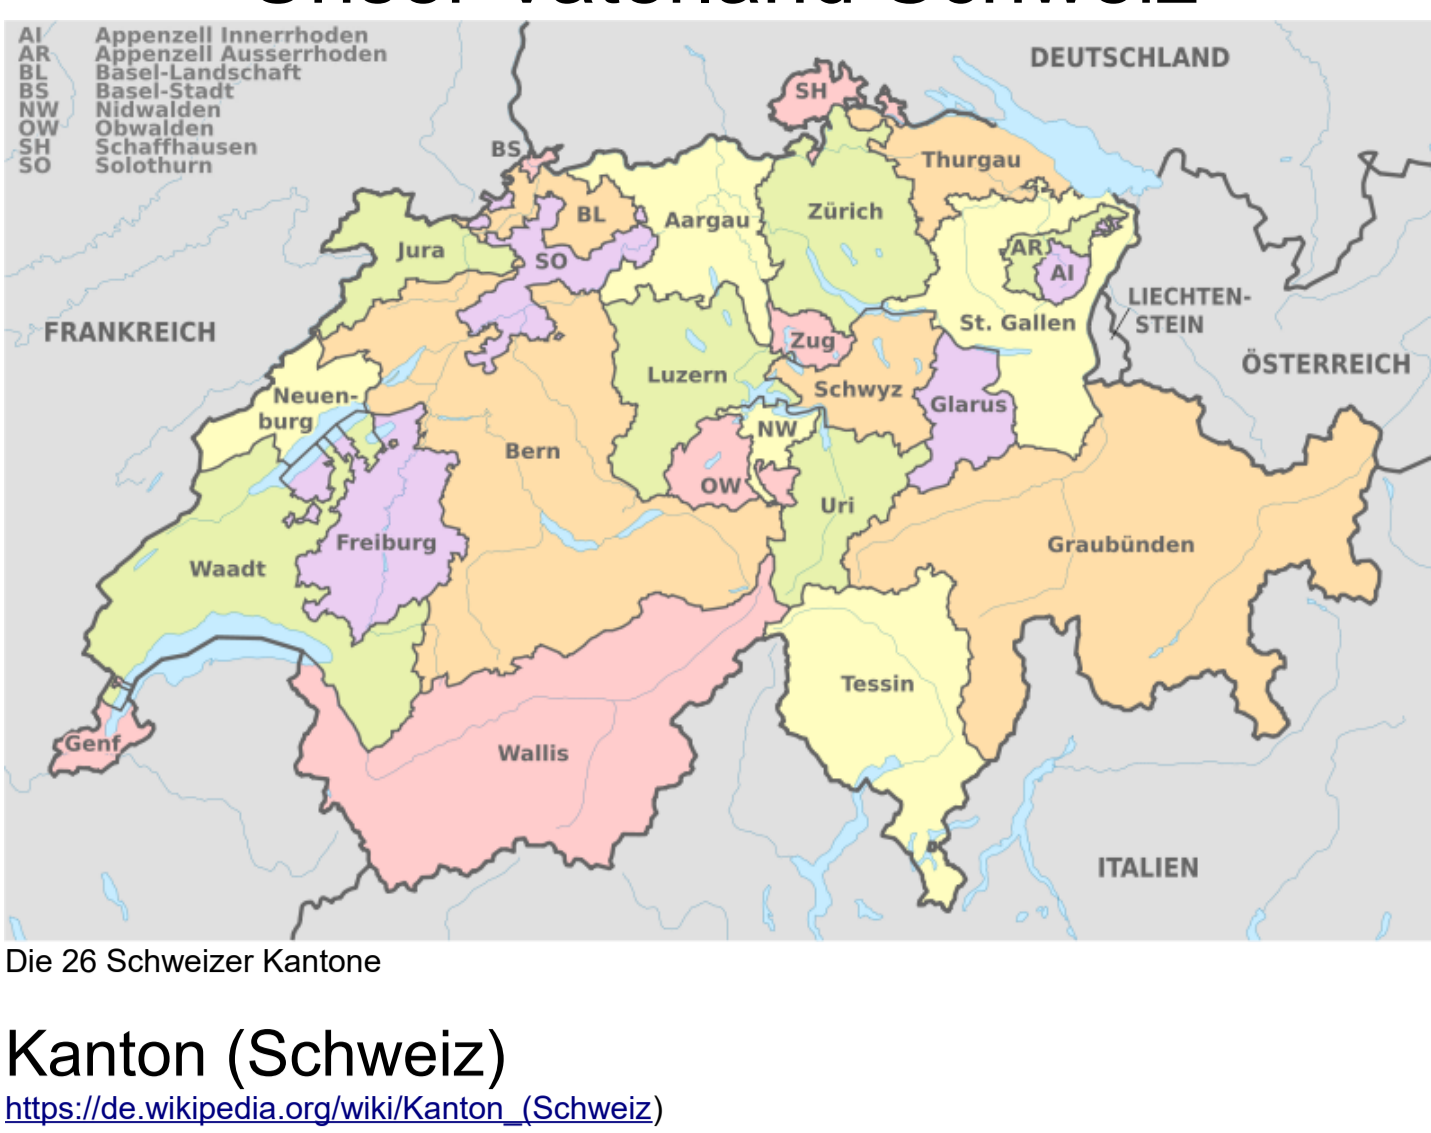 Unser Vaterland Schweiz
AI Appenzell Innerrhoden
AR Appenzell Ausserrhoden
BL Basel-Landschaft
BS Basel-Stadt
NW Nidwalden
OW Obwalden
SH Schaffhausen
SO Solothurn
DEUTSCHLAND
SH
BS
Thurgau
BL
Aargau
Zürich
Jura
SO
AR
AI
LIECHTEN-
STEIN
FRANKREICH
St. Gallen
Zug
ÖSTERREICH
Luzern
Schwyz
Neuen-
burg
Glarus
NW
Bern
OW
Uri
Freiburg
Graubünden
Waadt
Tessin
Genf
Wallis
ITALIEN
Die 26 Schweizer Kantone
Kanton (Schweiz)
https://de.wikipedia.org/wiki/Kanton_(Schweiz)